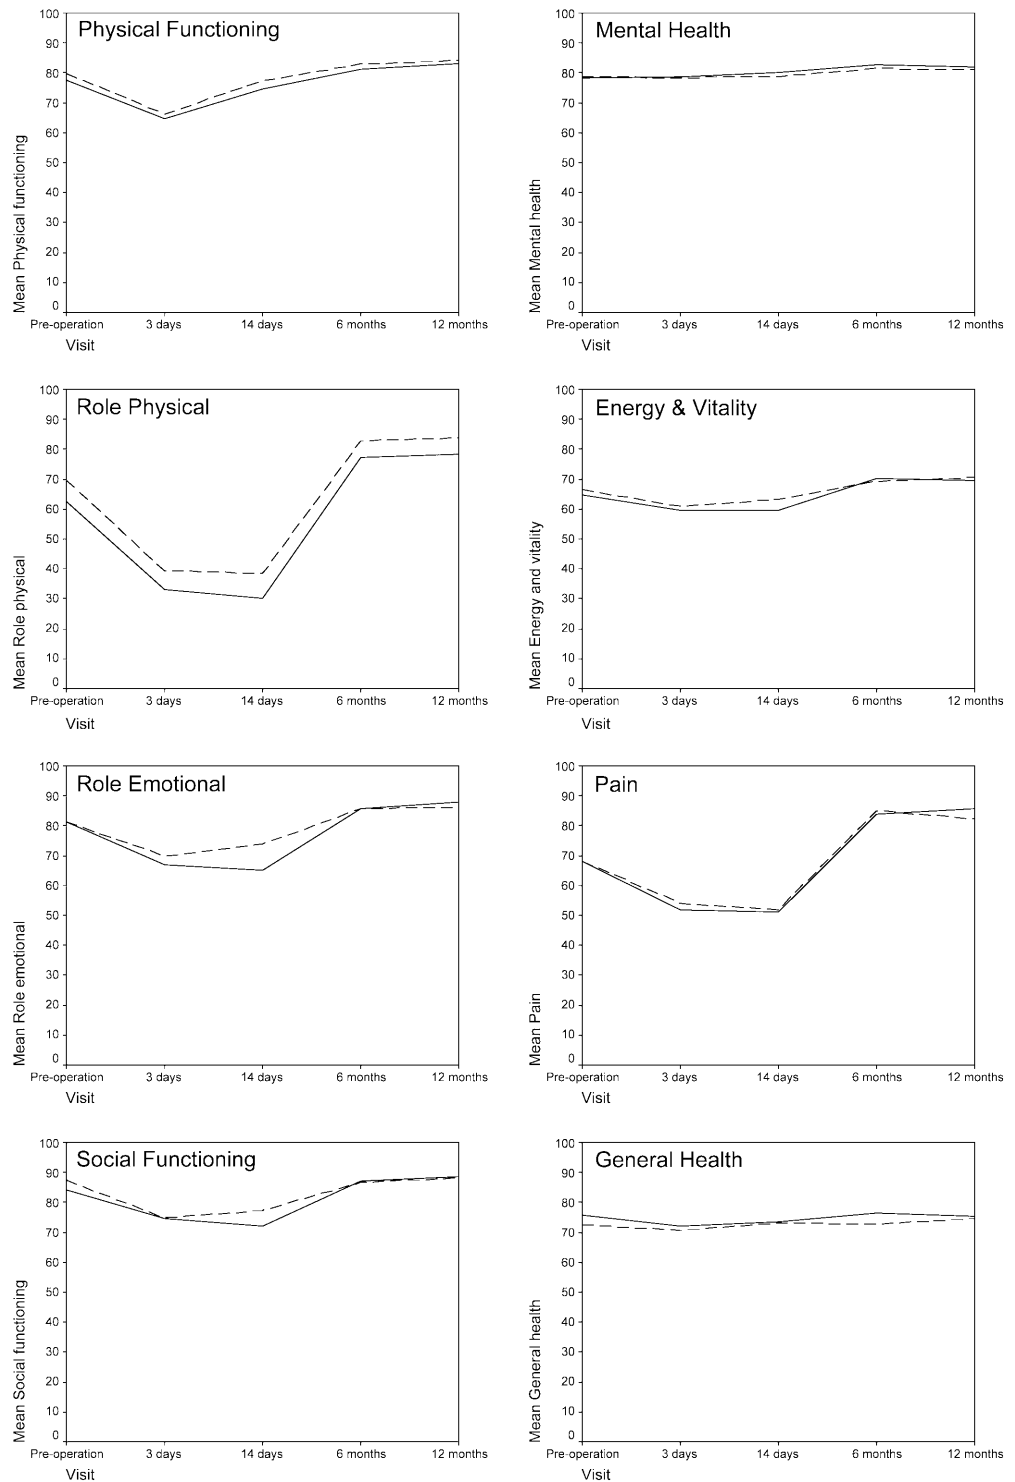 Physical Functioning
100
90
80
70
60
50
40
30
20
10
0
Mean Physical functioning
Pre-operation 3 days 14 days 6 months 12 months
Visit
Mental Health
100
90
80
70
60
50
40
30
20
10
0
Mean Mental health
Pre-operation 3 days 14 days 6 months 12 months
Visit
Role Physical
100
90
80
70
60
50
40
30
20
10
0
Mean Role physical
Pre-operation 3 days 14 days 6 months 12 months
Visit
Energy & Vitality
100
90
80
70
60
50
40
30
20
10
0
Mean Energy and vitality
Pre-operation 3 days 14 days 6 months 12 months
Visit
Role Emotional
100
90
80
70
60
50
40
30
20
10
0
Mean Role emotional
Pre-operation 3 days 14 days 6 months 12 months
Visit
Pain
100
90
80
70
60
50
40
30
20
10
0
Mean Pain
Pre-operation 3 days 14 days 6 months 12 months
Visit
Social Functioning
100
90
80
70
60
50
40
30
20
10
0
Mean Social functioning
Pre-operation 3 days 14 days 6 months 12 months
Visit
General Health
100
90
80
70
60
50
40
30
20
10
0
Mean General health
Pre-operation 3 days 14 days 6 months 12 months
Visit